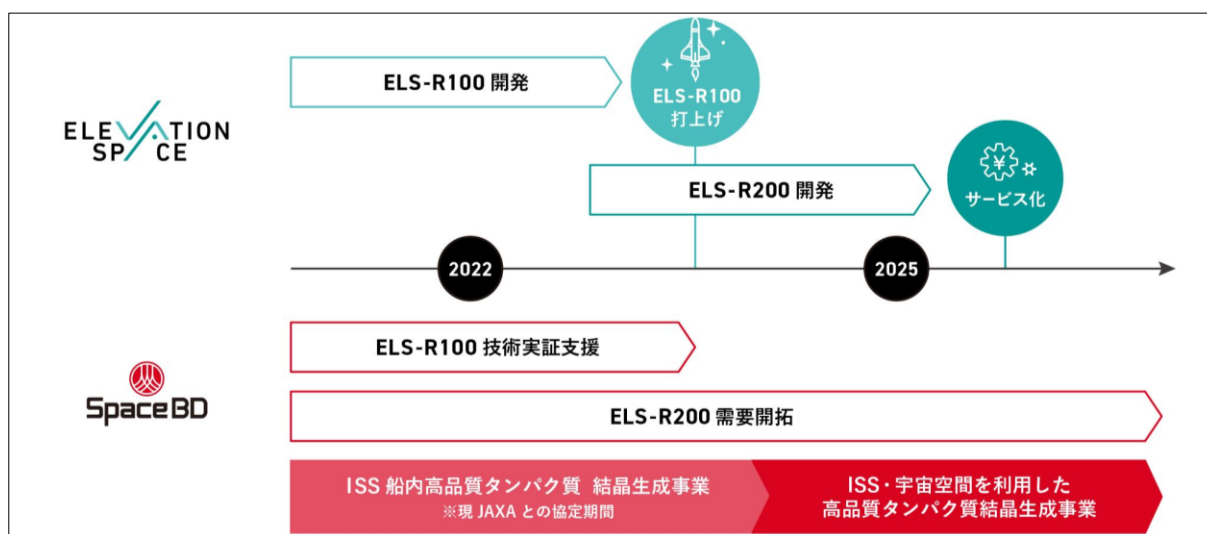 ELS-R100 開発
ELS-R100
打上げ
ELEVATION
SPACE
ELS-R200 開発
¥
サービス化
2022
2025
ELS-R100 技術実証支援
SpaceBD
ELS-R200 需要開拓
ISS 船内高品質タンパク質 結晶生成事業
※現 JAXA との協定期間
ISS・宇宙空間を利用した
高品質タンパク質結晶生成事業